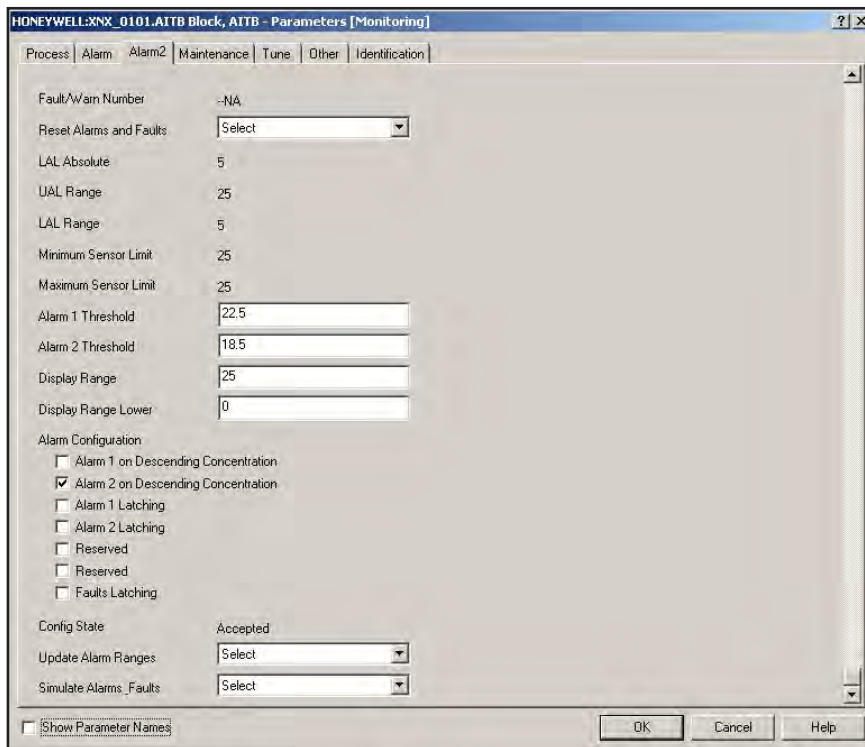 HONEYWELL:XNX_0101.AITB Block, AITB - Parameters [Monitoring]
Process Alarm Alarm2 Maintenance Tune Other Identification
Fault/Warn Number --NA
Reset Alarms and Faults Select
LAL Absolute 5
UAL Range 25
LAL Range 5
Minimum Sensor Limit 25
Maximum Sensor Limit 25
Alarm 1 Threshold 22.5
Alarm 2 Threshold 18.5
Display Range 25
Display Range Lower 0
Alarm Configuration
Alarm 1 on Descending Concentration
Alarm 2 on Descending Concentration
Alarm 1 Latching
Alarm 2 Latching
Reserved
Reserved
Faults Latching
Config State Accepted
Update Alarm Ranges Select
Simulate Alarms_Faults Select
Show Parameter Names OK Cancel Help